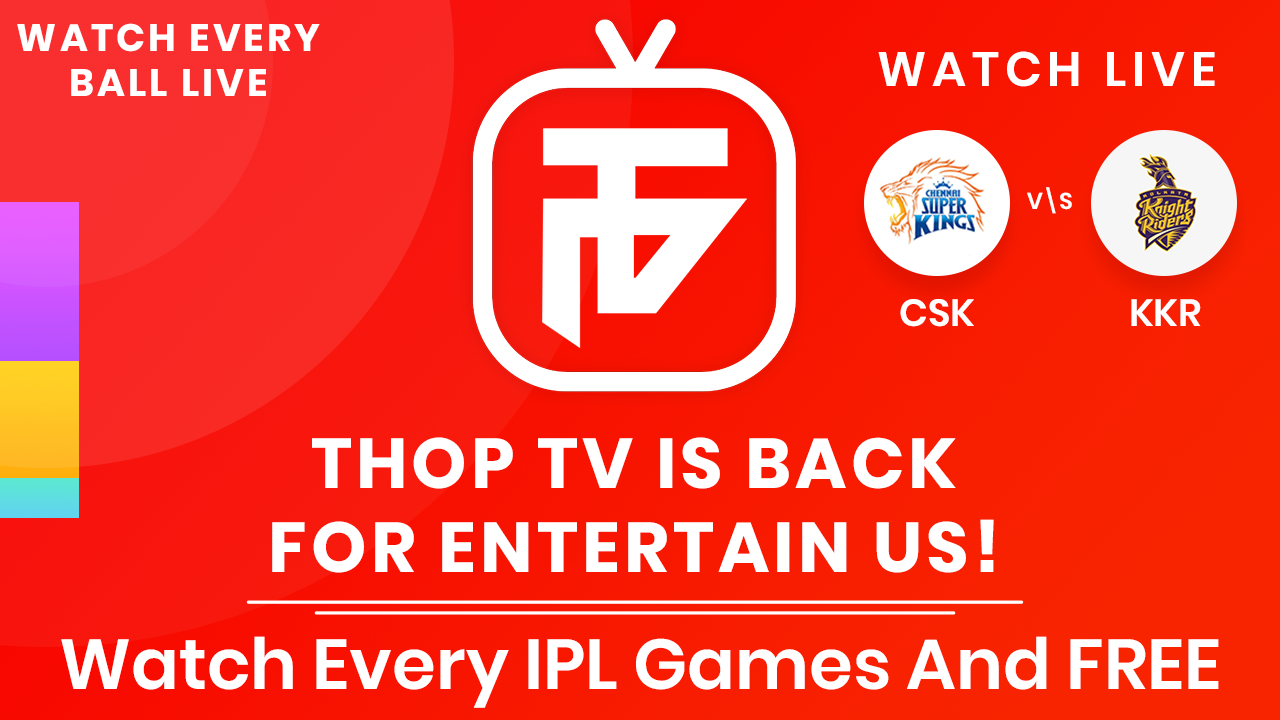 WATCH EVERY
BALL LIVE
WATCH LIVE
CHENNAI
SUPER
KINGS
V\S
KOLKATA
Knight
Riders
CSK
KKR
THOP TV IS BACK
FOR ENTERTAIN US!
Watch Every IPL Games And FREE